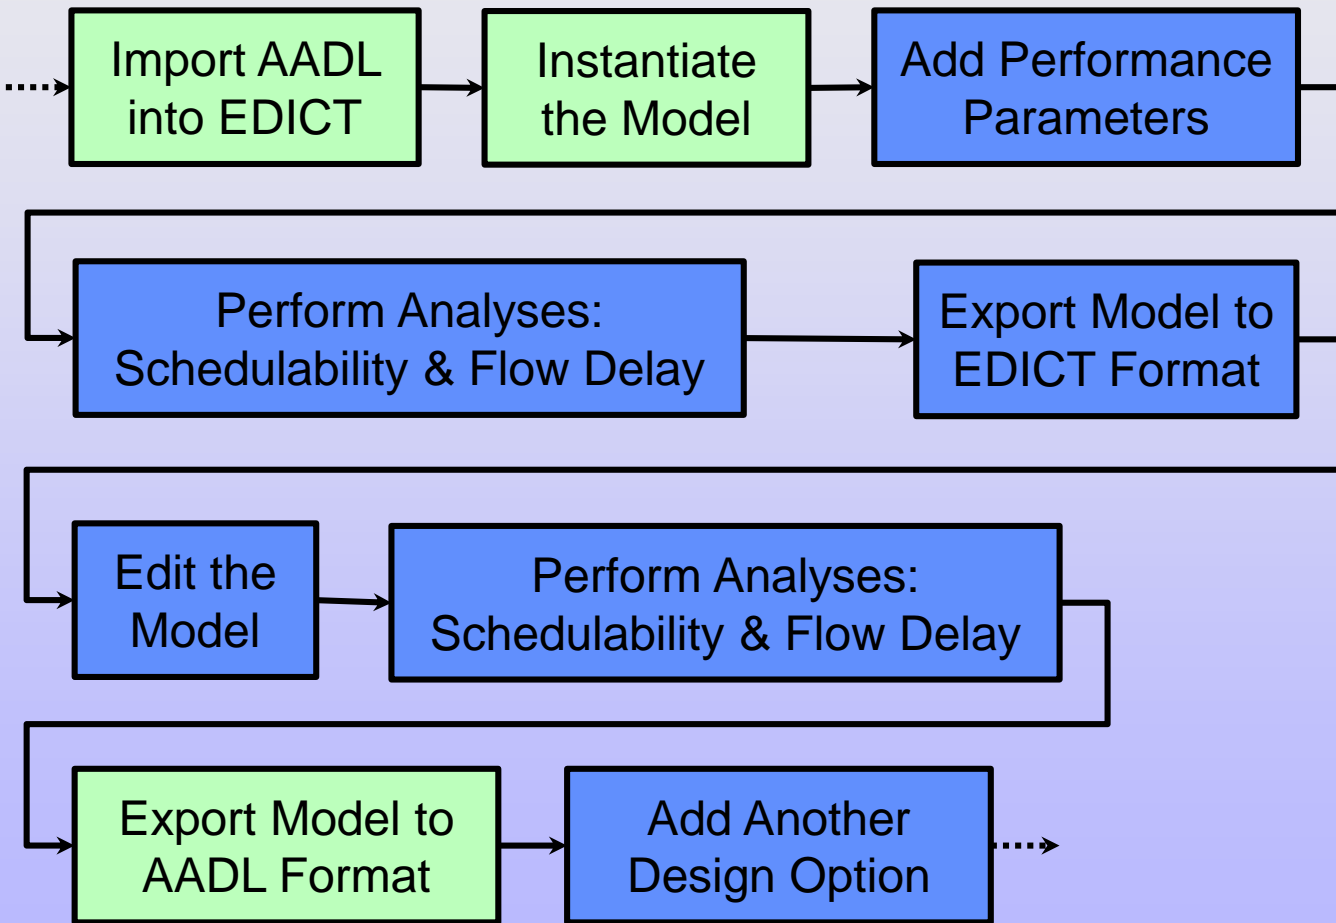 Import AADL
into EDICT
Instantiate
the Model
Add Performance
Parameters
Perform Analyses:
Schedulability & Flow Delay
Export Model to
EDICT Format
Edit the
Model
Perform Analyses:
Schedulability & Flow Delay
Export Model to
AADL Format
Add Another
Design Option